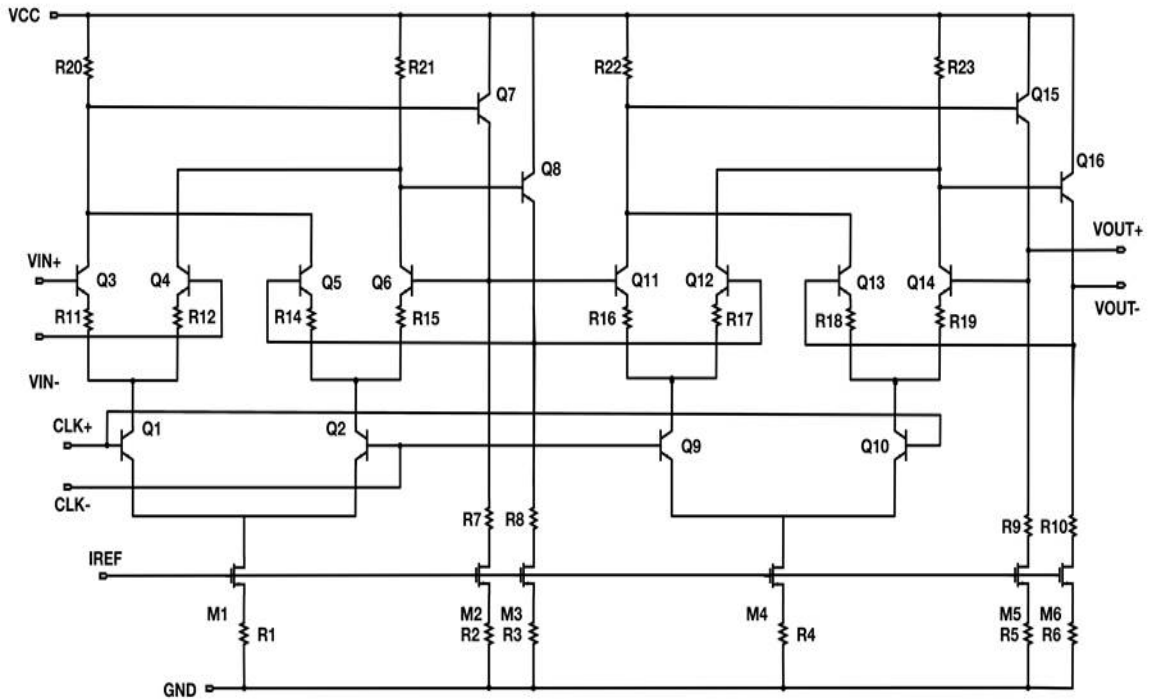 VCC
R20
R21
R22
R23
Q7
Q15
Q8
Q16
VOUT+
VIN+
Q3
Q4
Q5
Q6
Q11
Q12
Q13
Q14
VOUT-
R11
R12
R14
R15
R16
R17
R18
R19
VIN-
CLK+
Q1
Q2
Q9
Q10
CLK-
R7
R8
R9
R10
IREF
M1
M2
M3
M4
M5
M6
R1
R2
R3
R4
R5
R6
GND